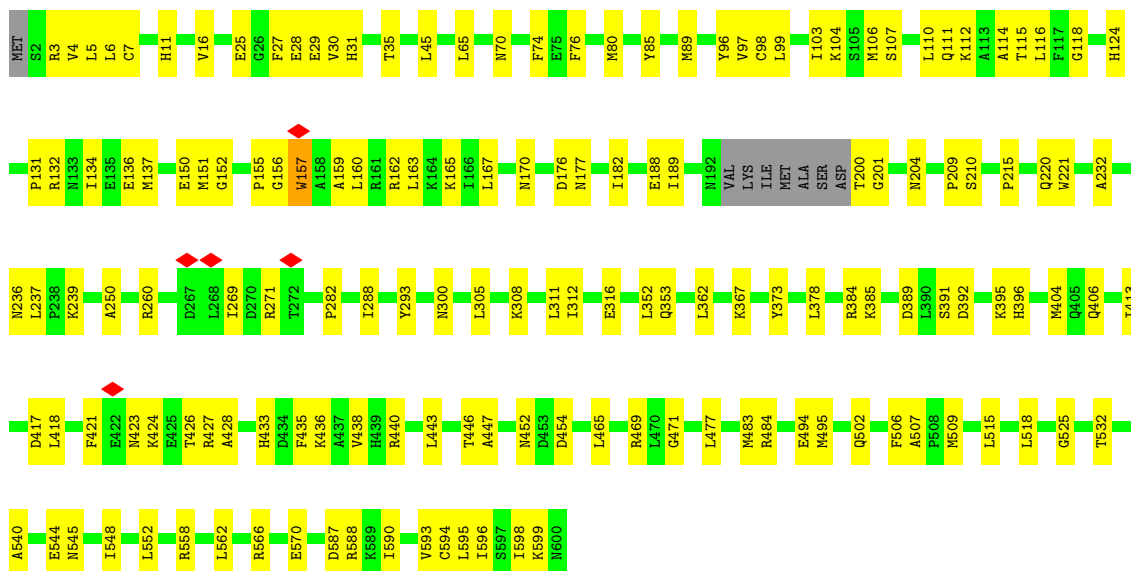 MET S2 R3 V4 L5 L6 C7 H11 V16 E25 G26 F27 E28 E29 V30 H31 T35 L45 L65 N70 F74 E75 F76 M80 Y85 M89 Y96 V97 C98 L99 I103 K104 S105 M106 S107 L110 Q111 K112 A113 A114 T115 L116 F117 G118 H124
P131 R132 N133 I134 E135 E136 M137 E150 M151 G152 P155 G156 W157 A158 A159 L160 R161 R162 L163 K164 K165 I166 L167 N170 D176 N177 I182 E188 I189 N192 VAL LYS ILE MET ALA SER ASP T200 G201 N204 P209 S210 P215 Q220 W221 A232
N236 L237 P238 K239 A250 R260 D267 L268 I269 D270 R271 T272 P282 I288 Y293 N300 L305 K308 L311 I312 E316 L352 Q353 L362 K367 Y373 L378 R384 K385 D389 L390 S391 D392 K395 H396 M404 Q405 Q406
D417 L418 F421 E422 N423 K424 E425 T426 R427 A428 H433 D434 F435 K436 A437 V438 H439 R440 L443 T446 A447 N452 D453 D454 L465 R469 L470 G471 L477 M483 R484 E494 M495 Q502 F506 A507 P508 M509 L515 L518 G525 T532
A540 E544 N545 I548 L552 R558 L562 R566 E570 D587 R588 K589 I590 V593 C594 L595 I596 S597 I598 K599 N600